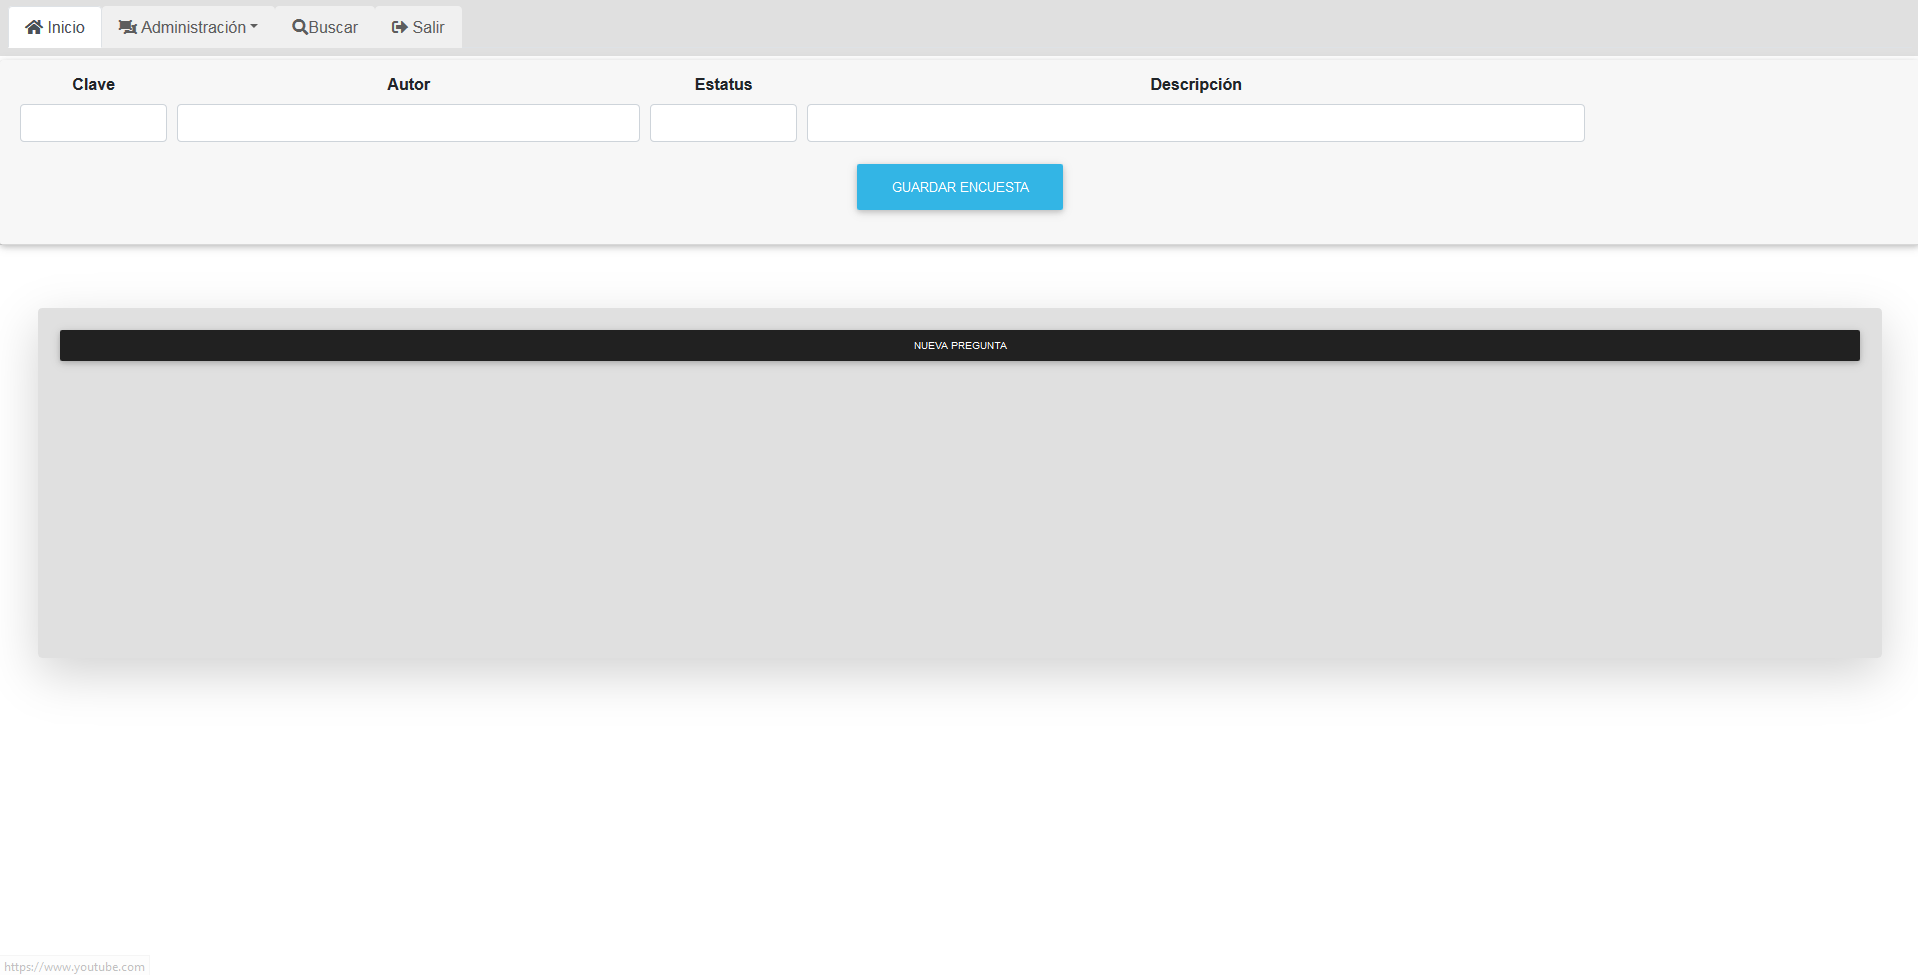 Inicio Administración Buscar Salir
Clave Autor Estatus Descripción
GUARDAR ENCUESTA
NUEVA PREGUNTA
https://www.youtube.com